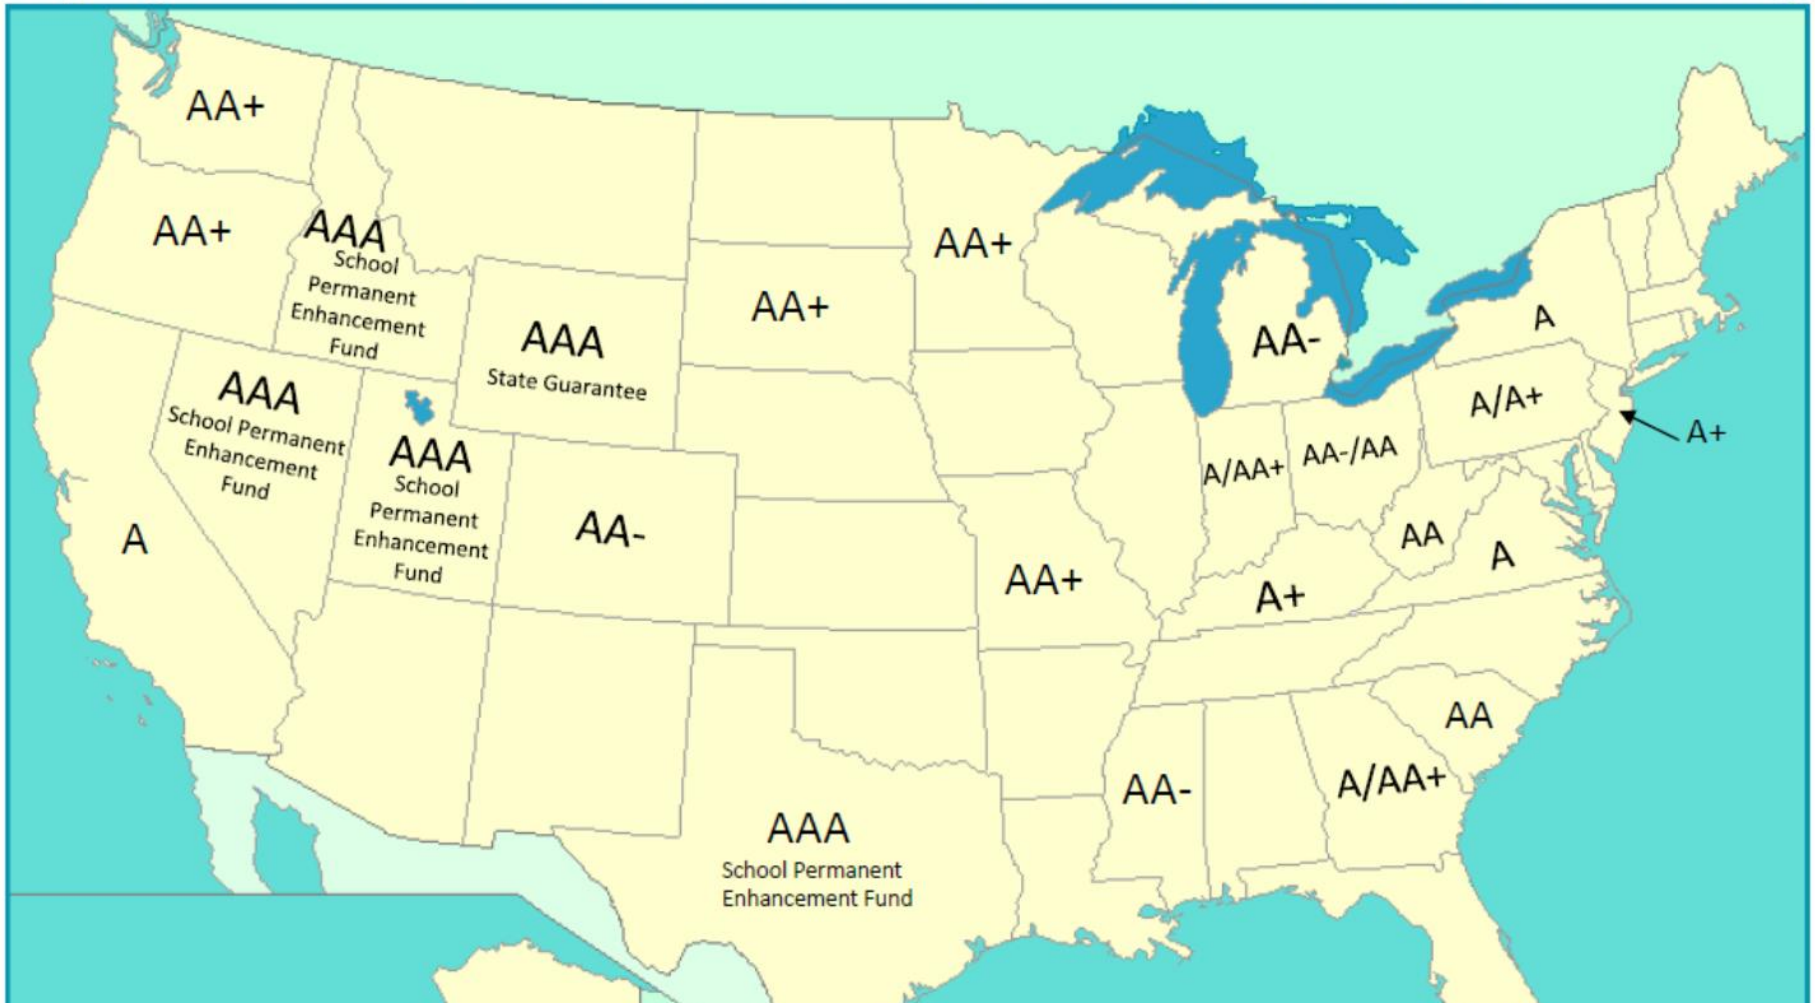 AA+
AA+
AAA
School
Permanent
Enhancement
Fund
AAA
School Permanent
Enhancement
Fund
A
AAA
School
Permanent
Enhancement
Fund
AAA
State Guarantee
AA-
AA+
AA+
AA+
AAA
School Permanent
Enhancement Fund
AA-
A/AA+
AA-/AA
A
A/A+
A+
AA
A
A+
AA
AA-
A/AA+